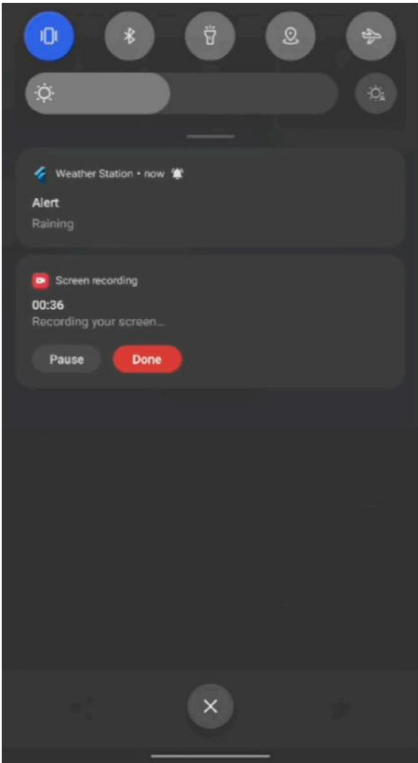 Weather Station • now
Alert
Raining
Screen recording
00:36
Recording your screen...
Pause
Done